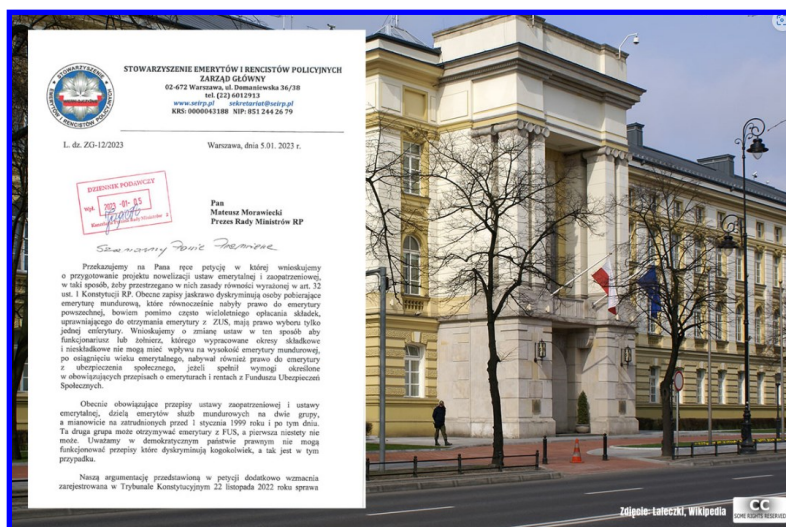 STOWARZYSZENIE EMERYTÓW I RENCISTÓW POLICYJNYCH
ZARZĄD GŁÓWNY
02-672 Warszawa, ul. Domaniewska 36/38
tel. (22) 6012913
www.seirp.pl sekretariat@seirp.pl
KRS: 0000043188 NIP: 851 244 26 79
STOWARZYSZENIE
EMERYTÓW I RENCISTÓW POLICYJNYCH
L. dz. ZG-12/2023 Warszawa, dnia 5.01. 2023 r.
DZIENNIK PODAWCZY
Wpł. 2023 -01- 05
Pan
Mateusz Morawiecki
Prezes Rady Ministrów RP
Szanowny Panie Premierze
Przekazujemy na Pana ręce petycję w której wnioskujemy
o przygotowanie projektu nowelizacji ustaw emerytalnej i zaopatrzeniowej,
w taki sposób, żeby przestrzegano w nich zasady równości wyrażonej w art. 32
ust. 1 Konstytucji RP. Obecne zapisy jaskrawo dyskryminują osoby pobierające
emeryturę mundurową, które równocześnie nabyły prawo do emerytury
powszechnej, bowiem pomimo często wieloletniego opłacania składek,
uprawniającego do otrzymania emerytury z ZUS, mają prawo wyboru tylko
jednej emerytury. Wnioskujemy o zmianę ustaw w ten sposób aby
funkcjonariusz lub żołnierz, którego wypracowane okresy składkowe
i nieskładkowe nie mogą mieć wpływu na wysokość emerytury mundurowej,
po osiągnięciu wieku emerytalnego, nabywał również prawo do emerytury
z ubezpieczenia społecznego, jeżeli spełnił wymogi określone
w obowiązujących przepisach o emeryturach i rentach z Funduszu Ubezpieczeń
Społecznych.
Obecnie obowiązujące przepisy ustawy zaopatrzeniowej i ustawy
emerytalnej, dzielą emerytów służb mundurowych na dwie grupy,
a mianowicie na zatrudnionych przed 1 stycznia 1999 roku i po tym dniu.
Ta druga grupa może otrzymywać emerytury z FUS, a pierwsza niestety nie
może. Uważamy w demokratycznym państwie prawnym nie mogą
funkcjonować przepisy które dyskryminują kogokolwiek, a tak jest w tym
przypadku.
Naszą argumentację przedstawioną w petycji dodatkowo wzmacnia
zarejestrowana w Trybunale Konstytucyjnym 22 listopada 2022 roku sprawa
Zdjęcie: Laleczki, Wikipedia
CC
SOME RIGHTS RESERVED